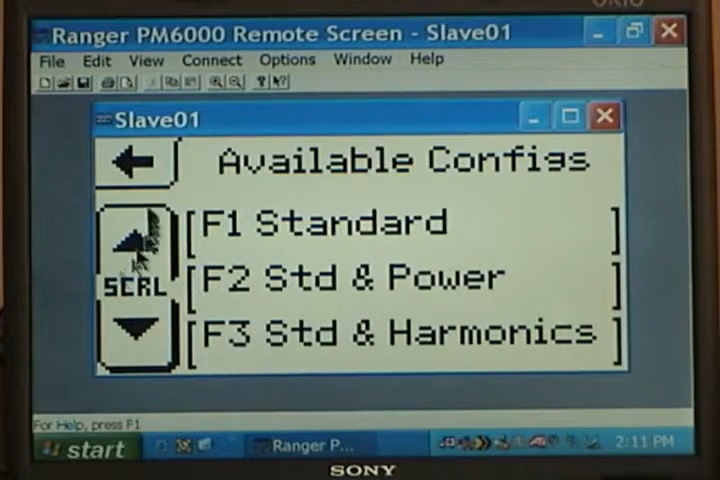 Ranger PM6000 Remote Screen - Slave01
File Edit View Connect Options Window Help
Slave01
Available Configs
F1 Standard
SCRL
F2 Std & Power
F3 Std & Harmonics
For Help, press F1
start
Ranger P...
2:11 PM
SONY